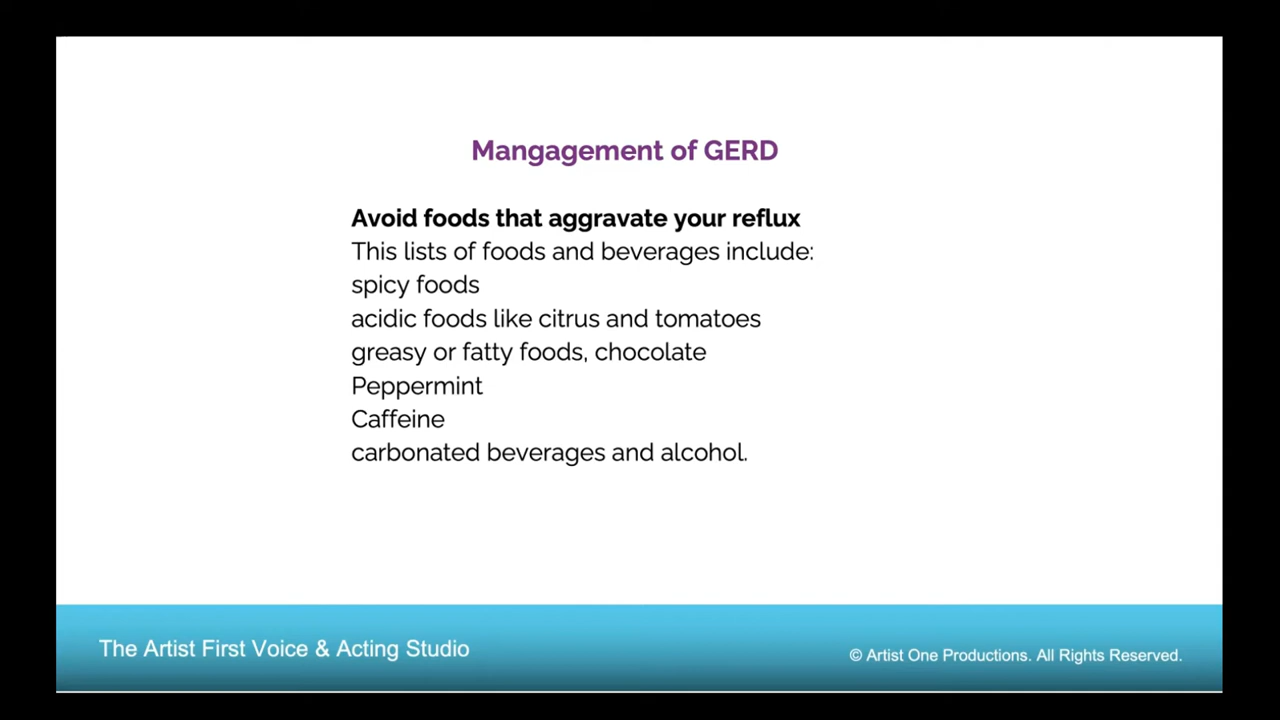 Mangagement of GERD
Avoid foods that aggravate your reflux
This lists of foods and beverages include:
spicy foods
acidic foods like citrus and tomatoes
greasy or fatty foods, chocolate
Peppermint
Caffeine
carbonated beverages and alcohol.
The Artist First Voice & Acting Studio
© Artist One Productions. All Rights Reserved.